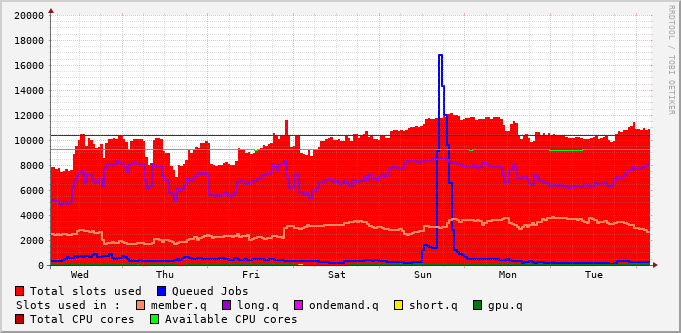 20000
18000
16000
14000
12000
10000
8000
6000
4000
2000
0
Wed Thu Fri Sat Sun Mon Tue
RRDTOOL / TOBI OETIKER
Total slots used Queued Jobs
Slots used in : member.q long.q ondemand.q short.q gpu.q
Total CPU cores Available CPU cores